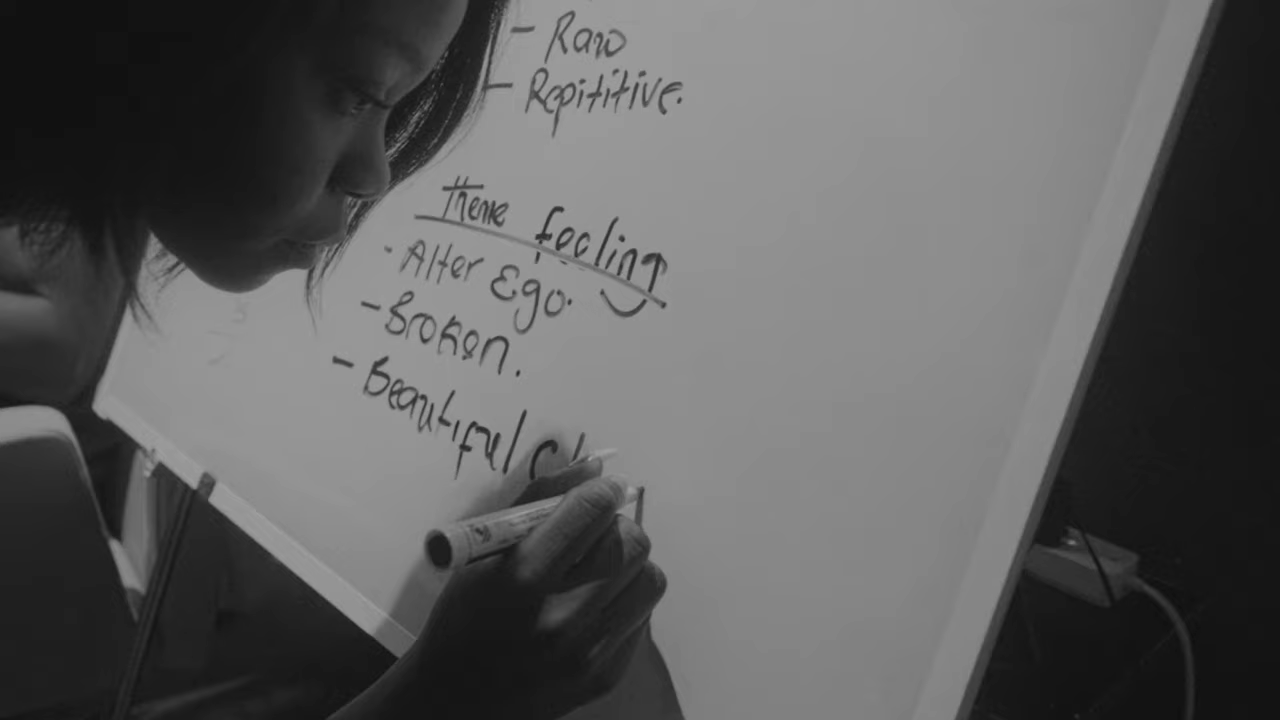 - Raw
- Repititive.
Theme feeling
- Alter Ego.
- Broken.
- Beautiful